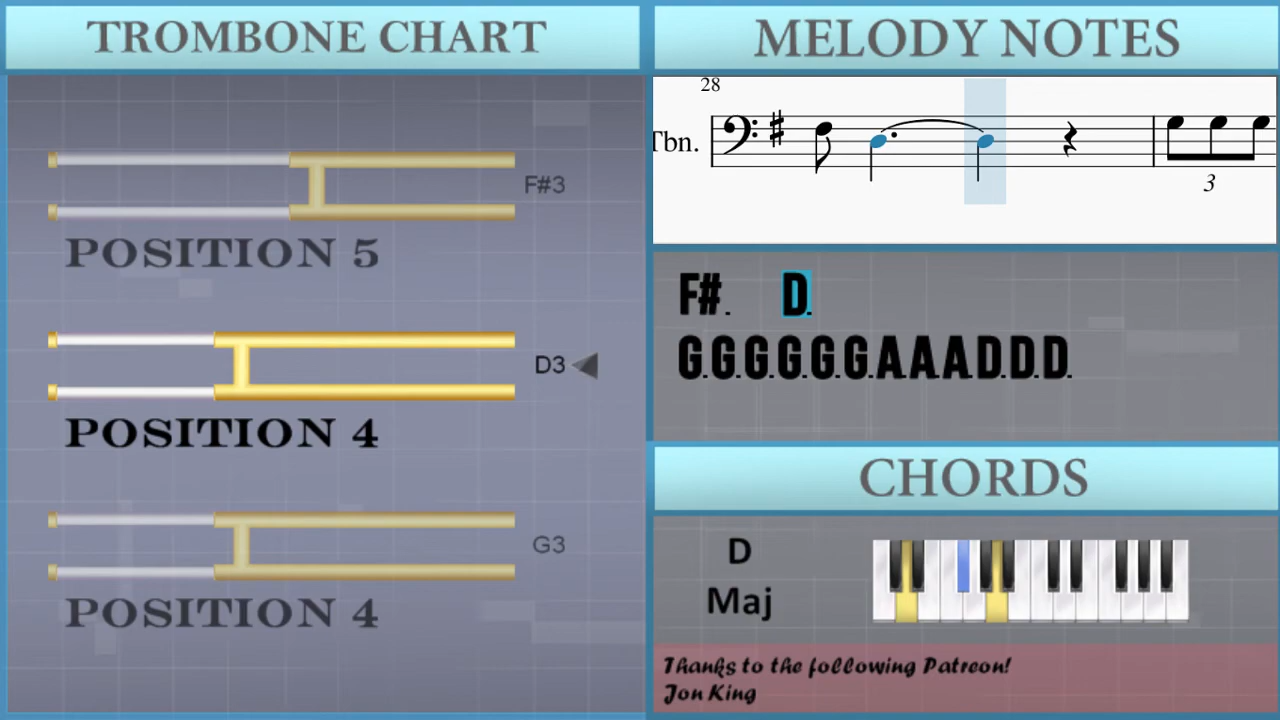 TROMBONE CHART
F#3
POSITION 5
D3
POSITION 4
G3
POSITION 4
MELODY NOTES
28
Tbn.
3
F#. D.
G.G.G.G.G.G.A.A.A.D.D.D.
CHORDS
D
Maj
Thanks to the following Patreon!
Jon King